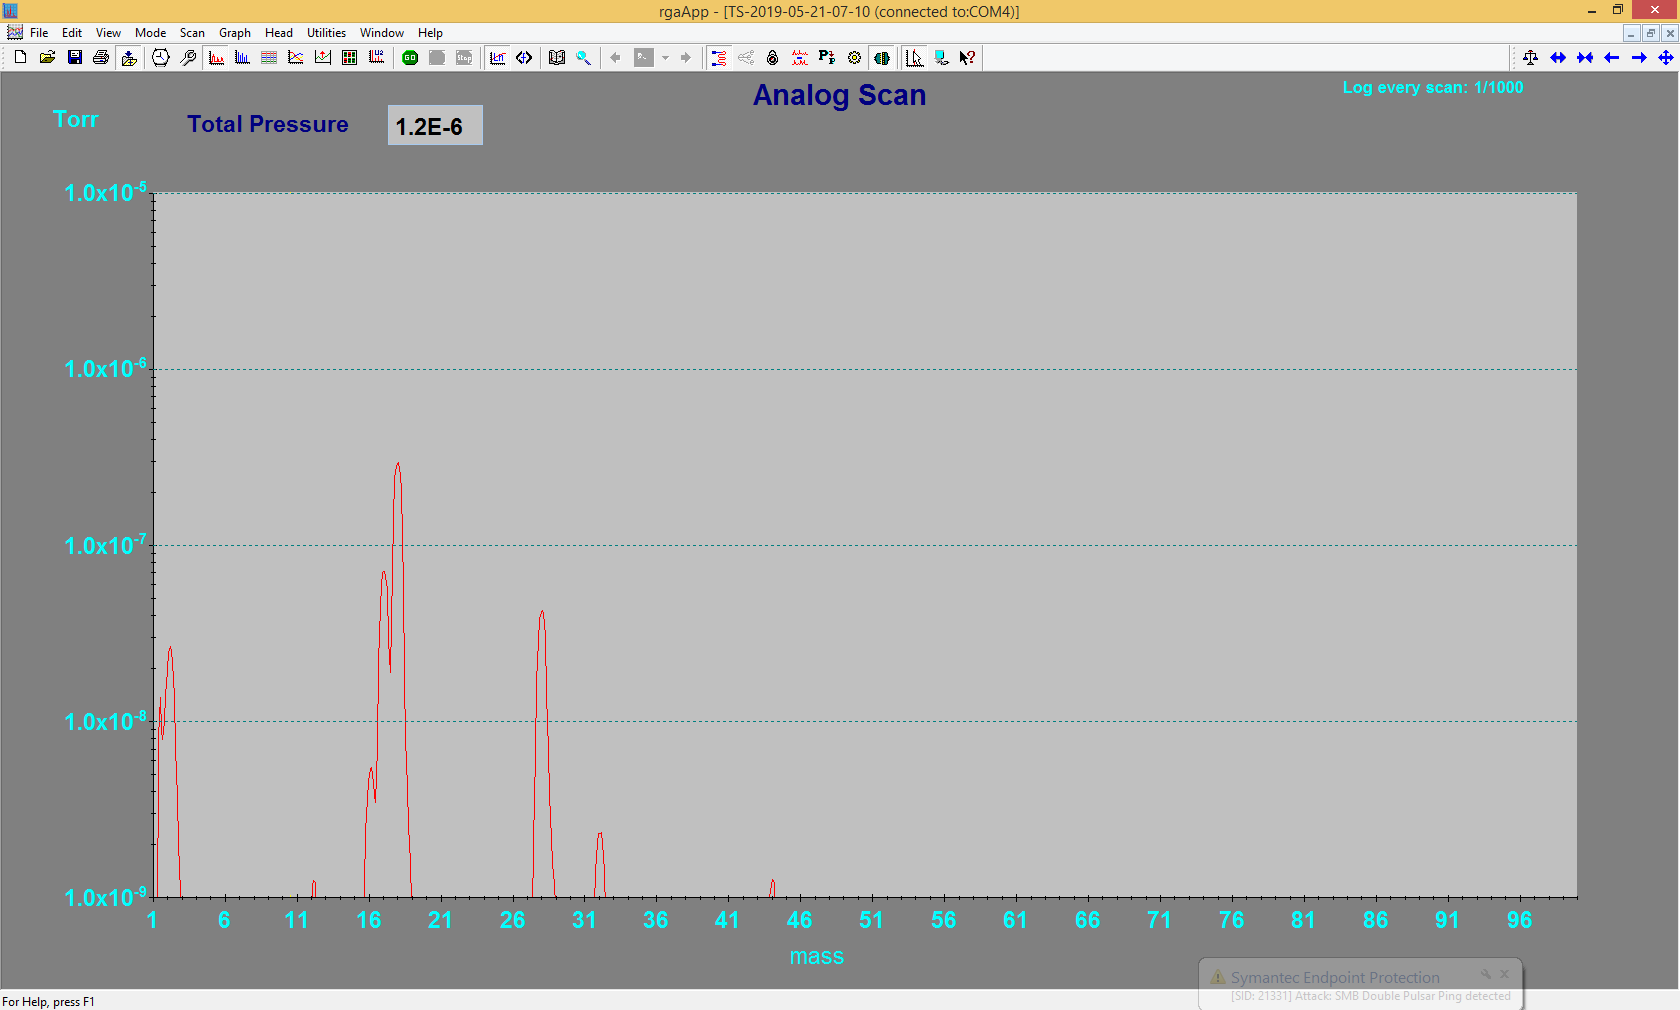 rgaApp - [TS-2019-05-21-07-10 (connected to:COM4)]
File Edit View Mode Scan Graph Head Utilities Window Help
Analog Scan
Log every scan: 1/1000
Torr
Total Pressure
1.2E-6
1.0x10-5
1.0x10-6
1.0x10-7
1.0x10-8
1.0x10-9
1 6 11 16 21 26 31 36 41 46 51 56 61 66 71 76 81 86 91 96
mass
Symantec Endpoint Protection
[SID: 21331] Attack: SMB Double Pulsar Ping detected
For Help, press F1